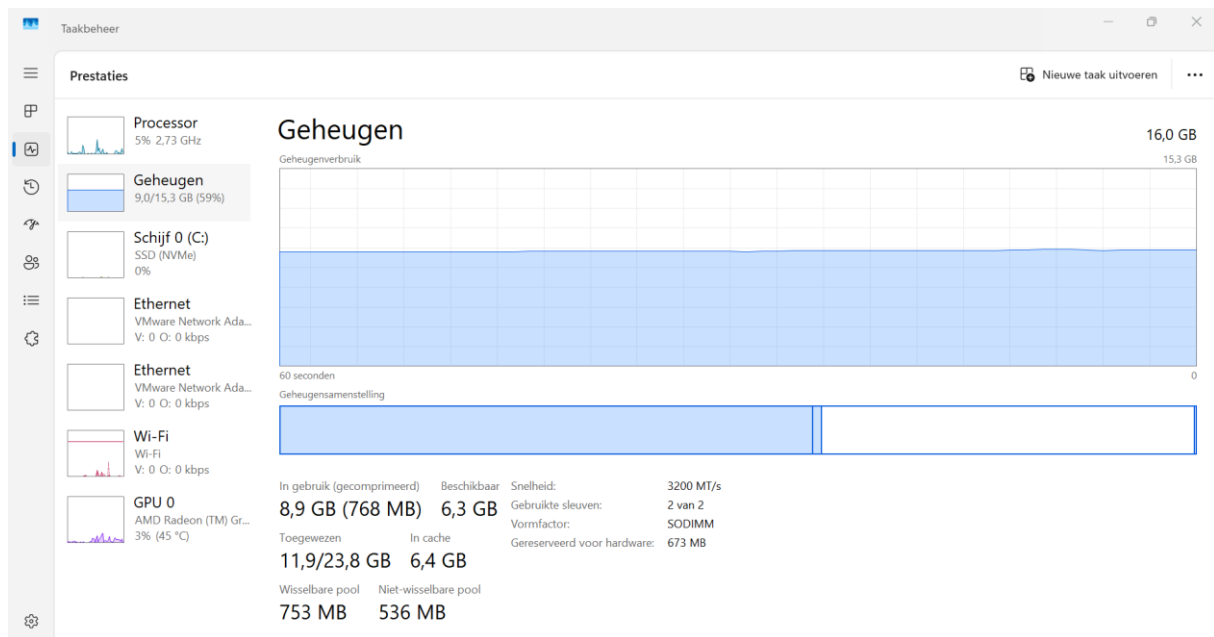 Taakbeheer
Prestaties
Nieuwe taak uitvoeren
Processor
5% 2,73 GHz
Geheugen
9,0/15,3 GB (59%)
Schijf 0 (C:)
SSD (NVMe)
0%
Ethernet
VMware Network Ada...
V: 0 O: 0 kbps
Ethernet
VMware Network Ada...
V: 0 O: 0 kbps
Wi-Fi
Wi-Fi
V: 0 O: 0 kbps
GPU 0
AMD Radeon (TM) Gr...
3% (45 °C)
Geheugen 16,0 GB
Geheugenverbruik 15,3 GB
60 seconden 0
Geheugensamenstelling
In gebruik (gecomprimeerd) Beschikbaar
8,9 GB (768 MB) 6,3 GB
Toegewezen In cache
11,9/23,8 GB 6,4 GB
Wisselbare pool Niet-wisselbare pool
753 MB 536 MB
Snelheid: 3200 MT/s
Gebruikte sleuven: 2 van 2
Vormfactor: SODIMM
Gereserveerd voor hardware: 673 MB